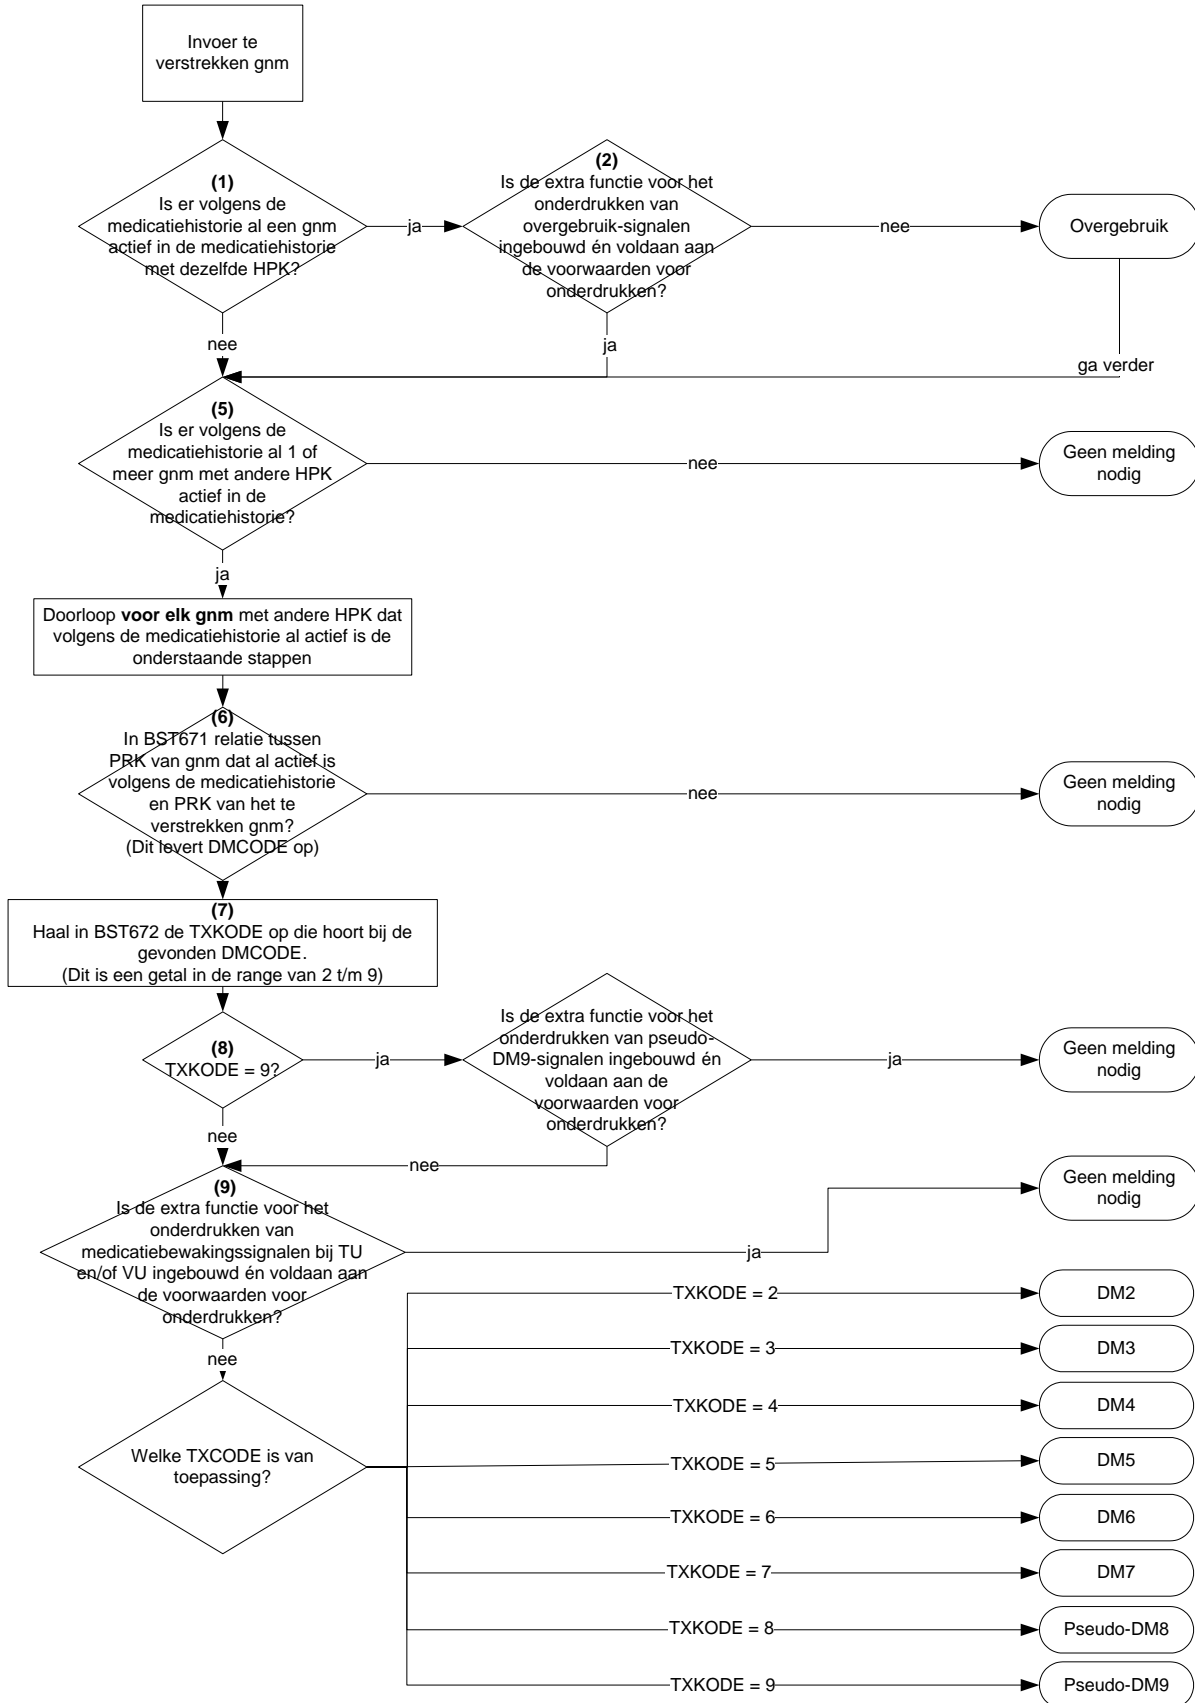 Invoer te
verstrekken gnm
(1)
Is er volgens de
medicatiehistorie al een gnm
actief in de medicatiehistorie
met dezelfde HPK?
ja
(2)
Is de extra functie voor het
onderdrukken van
overgebruik-signalen
ingebouwd én voldaan aan
de voorwaarden voor
onderdrukken?
nee
Overgebruik
nee
ja
ga verder
(5)
Is er volgens de
medicatiehistorie al 1 of
meer gnm met andere HPK
actief in de
medicatiehistorie?
nee
Geen melding
nodig
ja
Doorloop voor elk gnm met andere HPK dat
volgens de medicatiehistorie al actief is de
onderstaande stappen
(6)
In BST671 relatie tussen
PRK van gnm dat al actief is
volgens de medicatiehistorie
en PRK van het te
verstrekken gnm?
(Dit levert DMCODE op)
nee
Geen melding
nodig
(7)
Haal in BST672 de TXKODE op die hoort bij de
gevonden DMCODE.
(Dit is een getal in de range van 2 t/m 9)
(8)
TXKODE = 9?
ja
Is de extra functie voor het
onderdrukken van pseudo-
DM9-signalen ingebouwd én
voldaan aan de
voorwaarden voor
onderdrukken?
ja
Geen melding
nodig
nee
nee
(9)
Is de extra functie voor het
onderdrukken van
medicatiebewakingssignalen bij TU
en/of VU ingebouwd én voldaan aan
de voorwaarden voor
onderdrukken?
ja
Geen melding
nodig
nee
Welke TXCODE is van
toepassing?
TXKODE = 2
DM2
TXKODE = 3
DM3
TXKODE = 4
DM4
TXKODE = 5
DM5
TXKODE = 6
DM6
TXKODE = 7
DM7
TXKODE = 8
Pseudo-DM8
TXKODE = 9
Pseudo-DM9